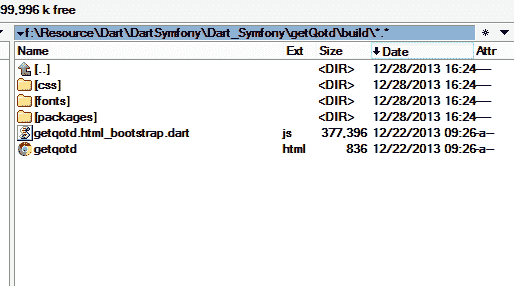 99,996 k free
f:\Resource\Dart\DartSymfony\Dart_Symfony\getQotd\build\*.*
Name Ext Size Date Attr
[..] <DIR> 12/28/2013 16:24 —
[css] <DIR> 12/28/2013 16:24 —
[fonts] <DIR> 12/28/2013 16:24 —
[packages] <DIR> 12/28/2013 16:24 —
getqotd.html_bootstrap.dart js 377,396 12/22/2013 09:26 -a--
getqotd html 836 12/22/2013 09:26 -a--